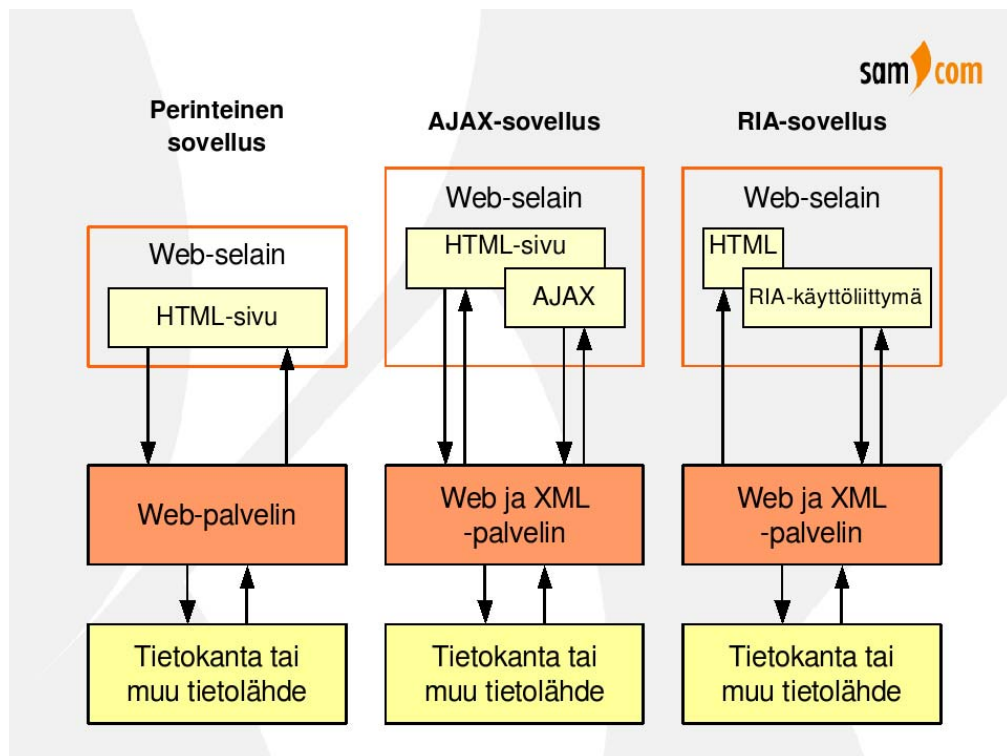 sam com
Perinteinen
sovellus
AJAX-sovellus
RIA-sovellus
Web-selain
HTML-sivu
Web-palvelin
Tietokanta tai
muu tietolähde
Web-selain
HTML-sivu
AJAX
Web ja XML
-palvelin
Tietokanta tai
muu tietolähde
Web-selain
HTML
RIA-käyttöliittymä
Web ja XML
-palvelin
Tietokanta tai
muu tietolähde